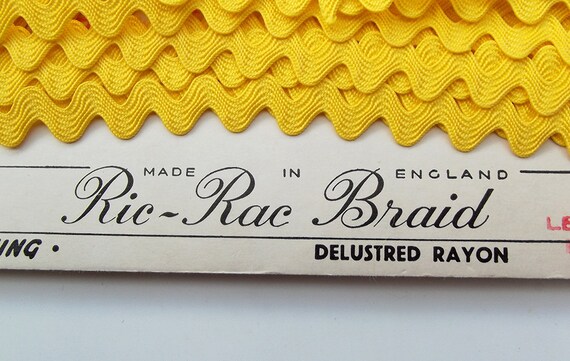 MADE IN ENGLAND
Ric-Rac Braid
DELUSTRED RAYON